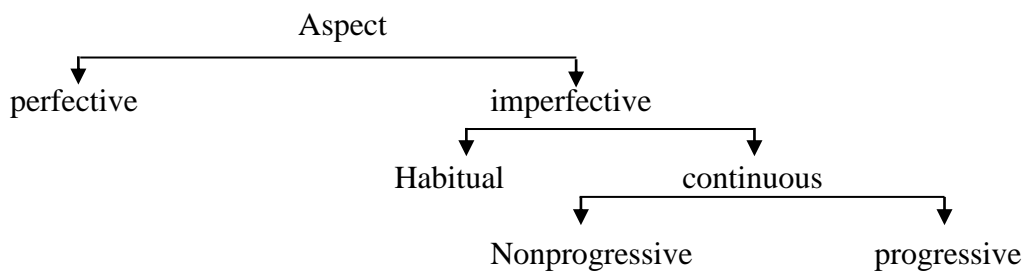 Aspect
perfective imperfective
Habitual continuous
Nonprogressive progressive